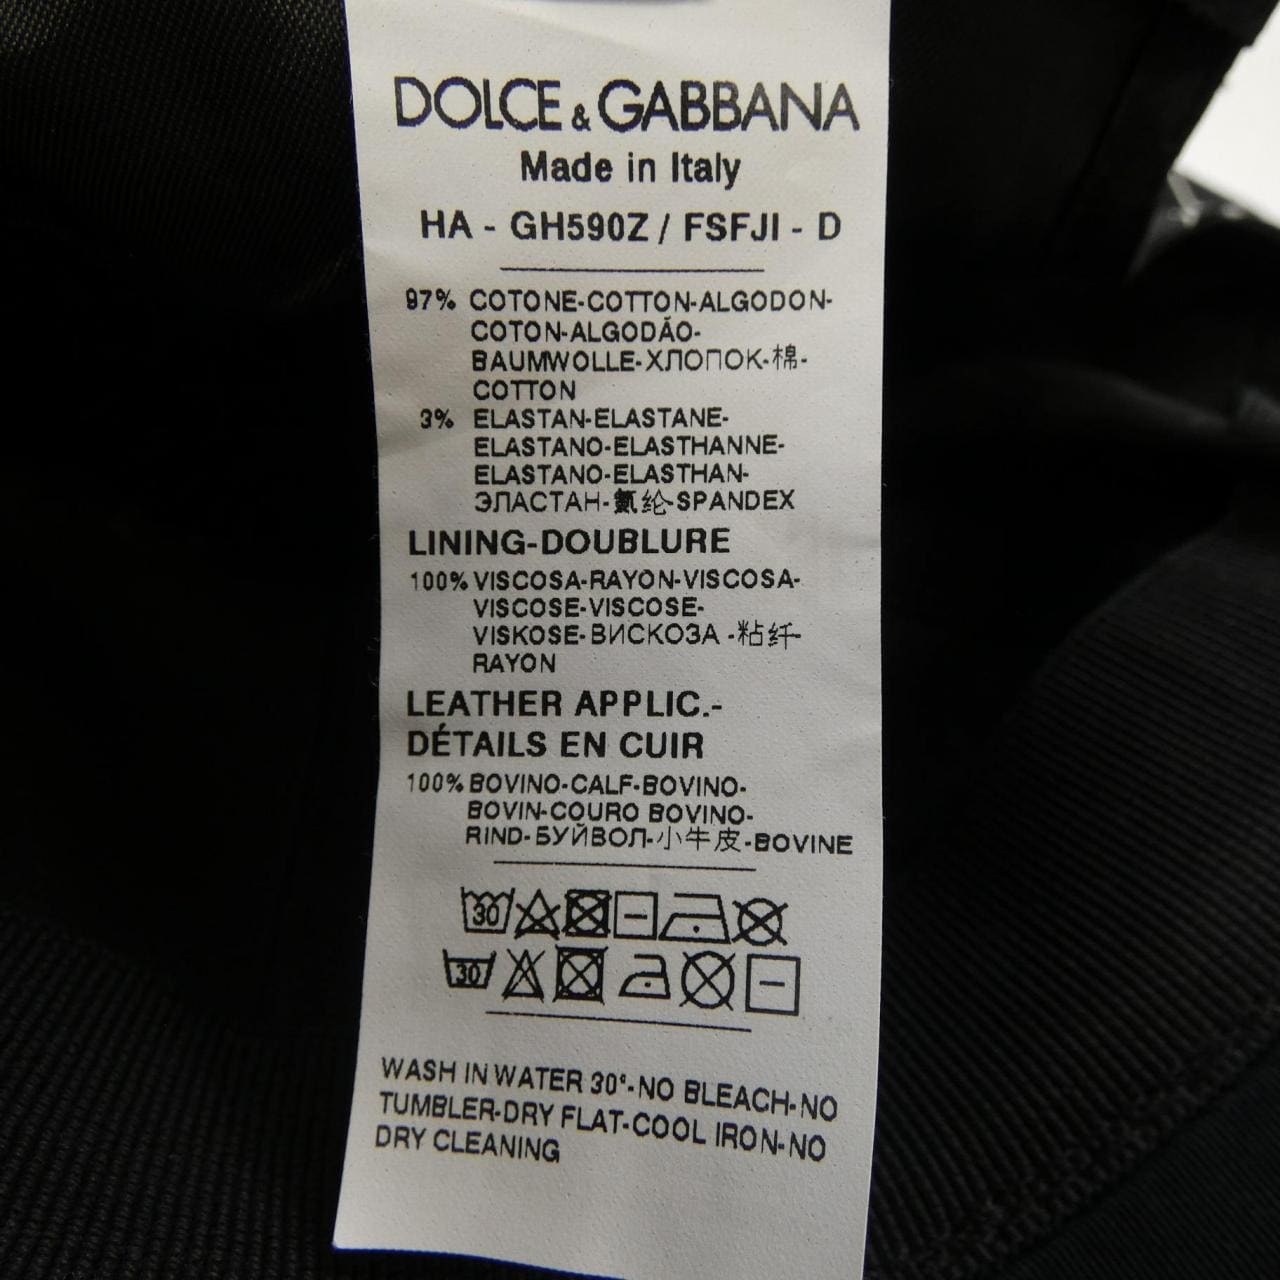 DOLCE & GABBANA
Made in Italy
HA - GH590Z / FSFJI - D
97% COTONE-COTTON-ALGODON-
COTON-ALGODÃO-
BAUMWOLLE-ХЛОПОК-棉-
COTTON
3% ELASTAN-ELASTANE-
ELASTANO-ELASTHANNE-
ELASTANO-ELASTHAN-
ЭЛАСТАН-氨纶-SPANDEX
LINING-DOUBLURE
100% VISCOSA-RAYON-VISCOSA-
VISCOSE-VISCOSE-
VISKOSE-ВИСКОЗА -粘纤-
RAYON
LEATHER APPLIC.-
DÉTAILS EN CUIR
100% BOVINO-CALF-BOVINO-
BOVIN-COURO BOVINO-
RIND-БУЙВОЛ-小牛皮-BOVINE
30
30
WASH IN WATER 30°-NO BLEACH-NO
TUMBLER-DRY FLAT-COOL IRON-NO
DRY CLEANING